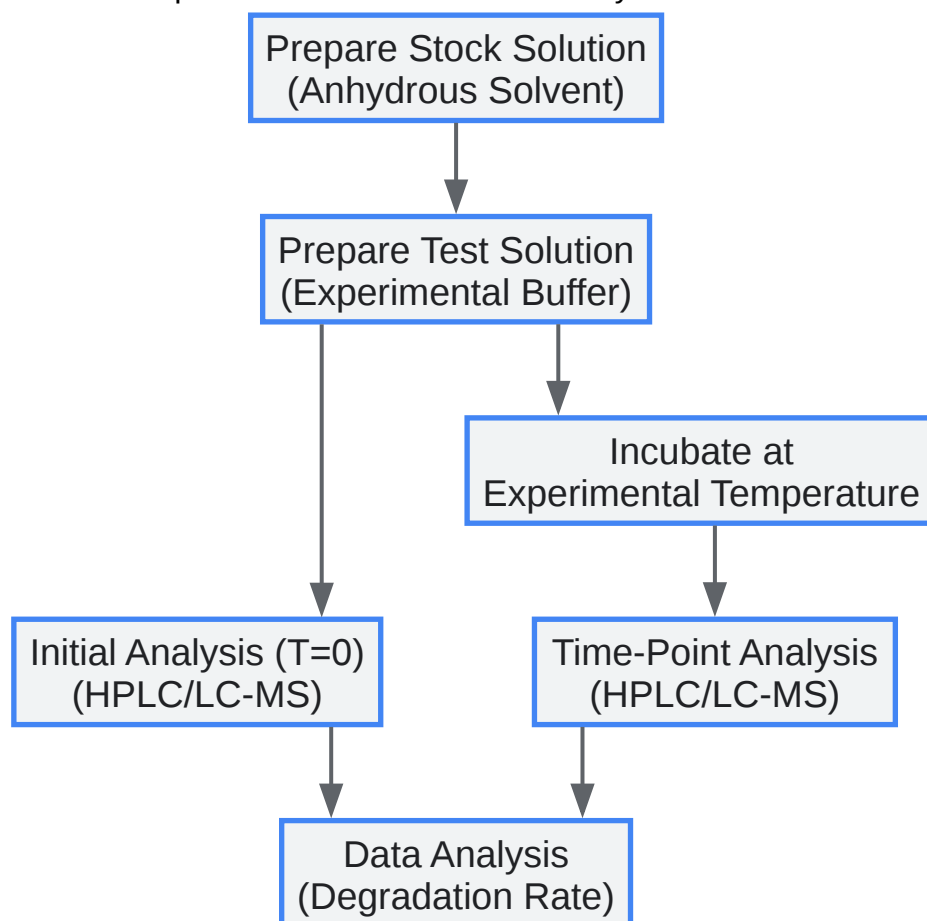 Prepare Stock Solution
(Anhydrous Solvent)
Prepare Test Solution
(Experimental Buffer)
Incubate at
Experimental Temperature
Initial Analysis (T=0)
(HPLC/LC-MS)
Time-Point Analysis
(HPLC/LC-MS)
Data Analysis
(Degradation Rate)